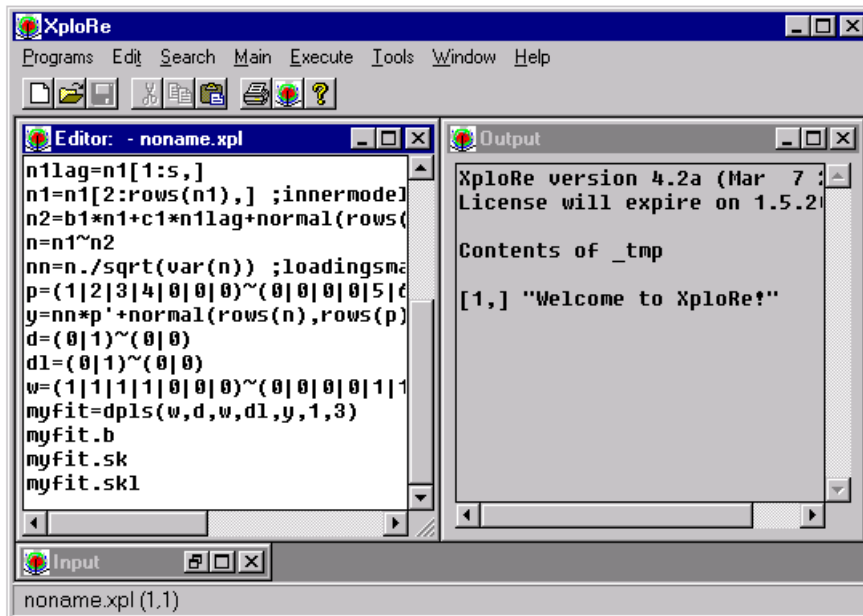 XploRe
Programs Edit Search Main Execute Tools Window Help
Editor: - noname.xpl
n1lag=n1[1:s,]
n1=n1[2:rows(n1),] ;innermodel
n2=b1*n1+c1*n1lag+normal(rows(
n=n1~n2
nn=n./sqrt(var(n)) ;loadingsma
p=(1|2|3|4|0|0|0)~(0|0|0|0|5|6
y=nn*p'+normal(rows(n),rows(p)
d=(0|1)~(0|0)
dl=(0|1)~(0|0)
w=(1|1|1|1|0|0|0)~(0|0|0|0|1|1
myfit=dpls(w,d,w,dl,y,1,3)
myfit.b
myfit.sk
myfit.skl
Output
XploRe version 4.2a (Mar 7
License will expire on 1.5.2
Contents of _tmp
[1,] "Welcome to XploRe!"
Input
noname.xpl (1,1)